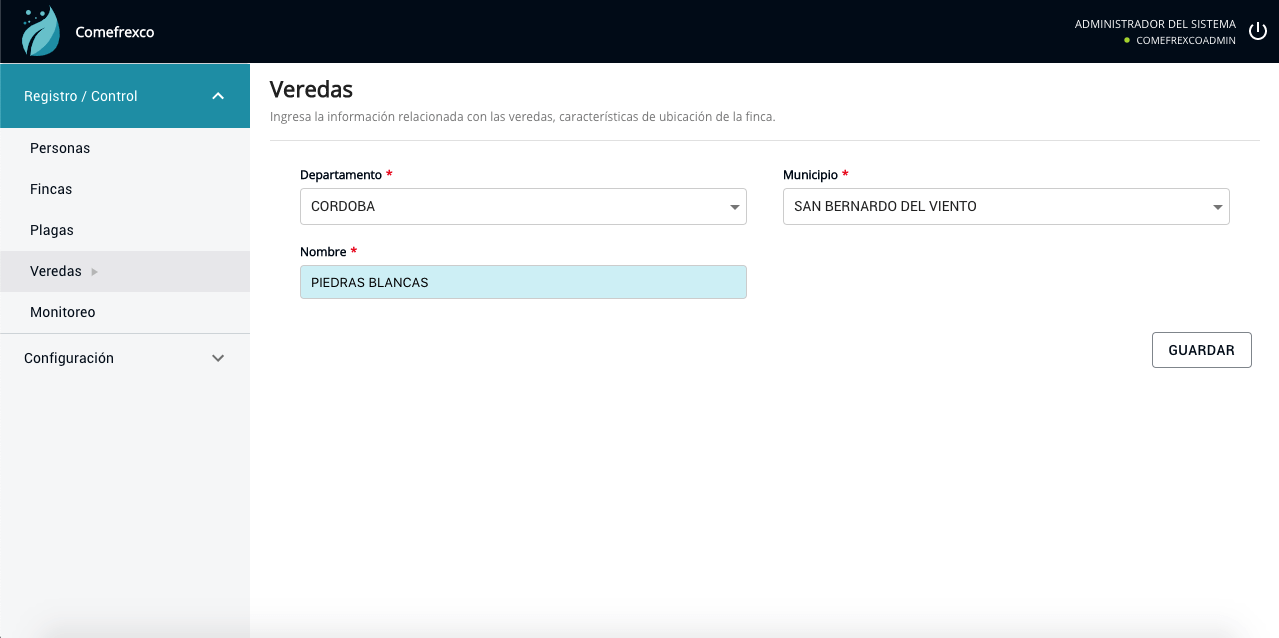 Comefrexco
ADMINISTRADOR DEL SISTEMA
COMEFREXCOADMIN
Registro / Control
Personas
Fincas
Plagas
Veredas
Monitoreo
Configuración
Veredas
Ingresa la información relacionada con las veredas, características de ubicación de la finca.
Departamento *
Municipio *
CORDOBA
SAN BERNARDO DEL VIENTO
Nombre *
PIEDRAS BLANCAS
GUARDAR